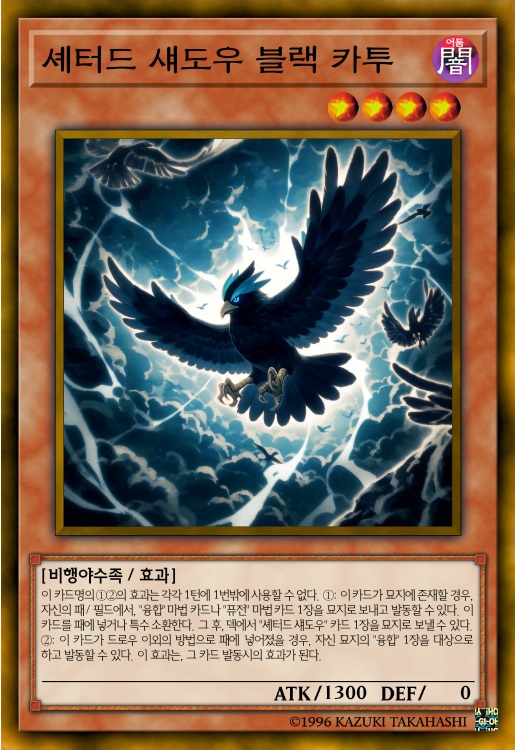 셰터드 섀도우 블랙 카투
어둠
闇
[비행야수족 / 효과]
이 카드명의 ①②의 효과는 각각 1턴에 1번밖에 사용할 수 없다. ①: 이 카드가 묘지에 존재할 경우,
자신의 패 / 필드에서, "융합" 마법 카드나 "퓨전" 마법 카드 1장을 묘지로 보내고 발동할 수 있다. 이
카드를 패에 넣거나 특수 소환한다. 그 후, 덱에서 "셰터드 섀도우" 카드 1장을 묘지로 보낼 수 있다.
②: 이 카드가 드로우 이외의 방법으로 패에 넣어졌을 경우, 자신 묘지의 "융합" 1장을 대상으로
하고 발동할 수 있다. 이 효과는, 그 카드 발동시의 효과가 된다.
ATK / 1300 DEF / 0
©1996 KAZUKI TAKAHASHI